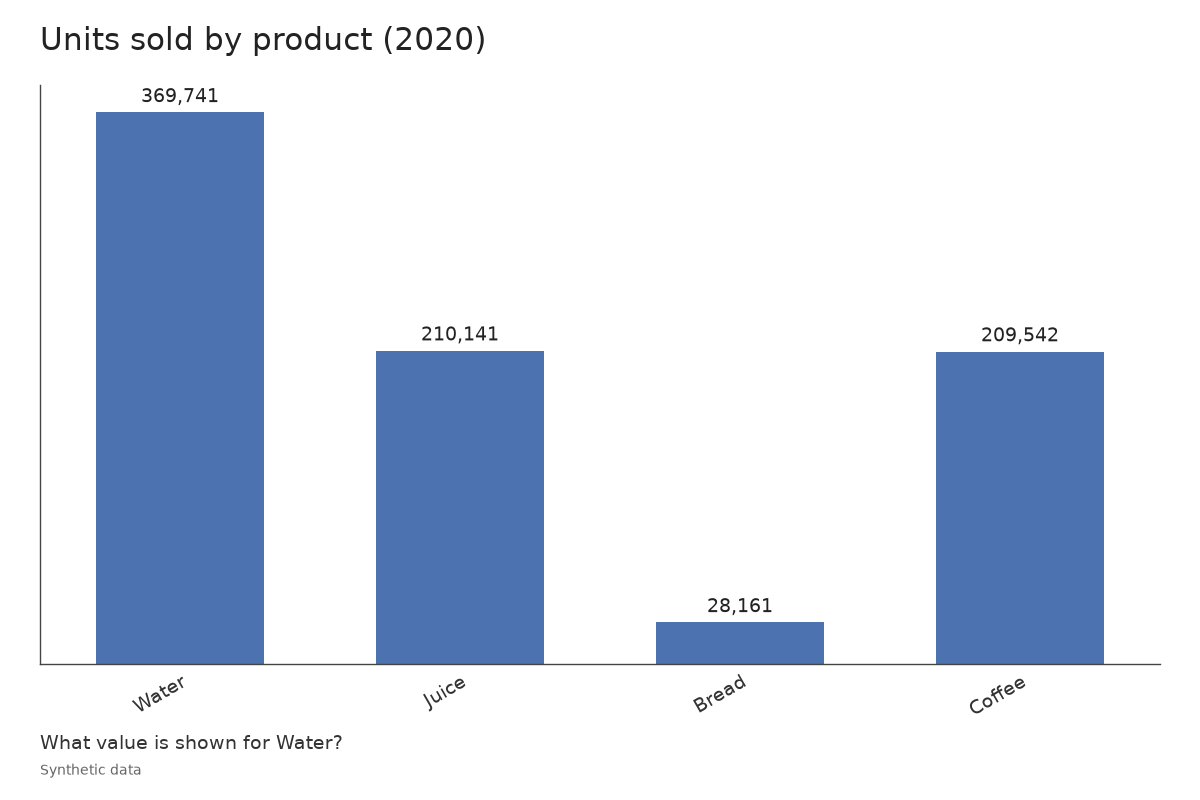 Units sold by product (2020)
369,741
210,141
28,161
209,542
Water
Juice
Bread
Coffee
What value is shown for Water?
Synthetic data